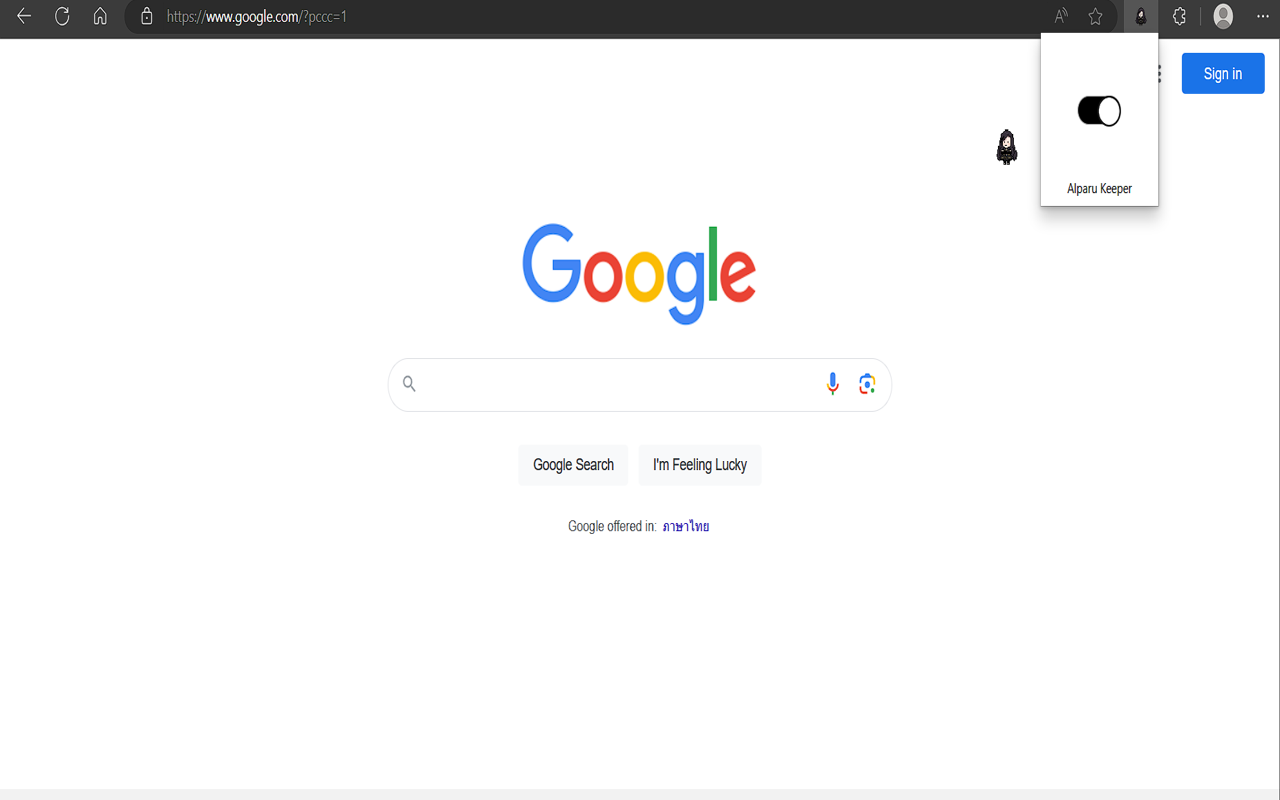 https://www.google.com/?pccc=1
Sign in
Alparu Keeper
Google
Google Search
I'm Feeling Lucky
Google offered in: ภาษาไทย